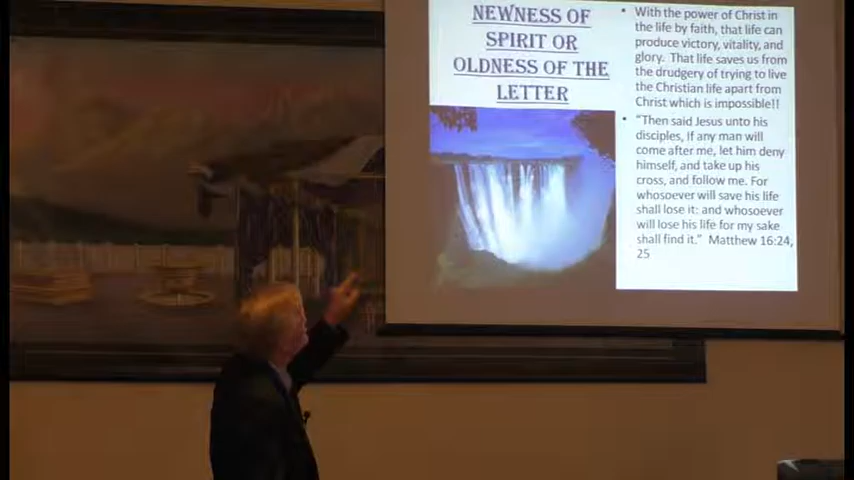 NEWNESS OF
SPIRIT OR
OLDNESS OF THE
LETTER
• With the power of Christ in
the life by faith, that life can
produce victory, vitality, and
glory. That life saves us from
the drudgery of trying to live
the Christian life apart from
Christ which is impossible!!
• "Then said Jesus unto his
disciples, If any man will
come after me, let him deny
himself, and take up his
cross, and follow me. For
whosoever will save his life
shall lose it: and whosoever
will lose his life for my sake
shall find it." Matthew 16:24,
25